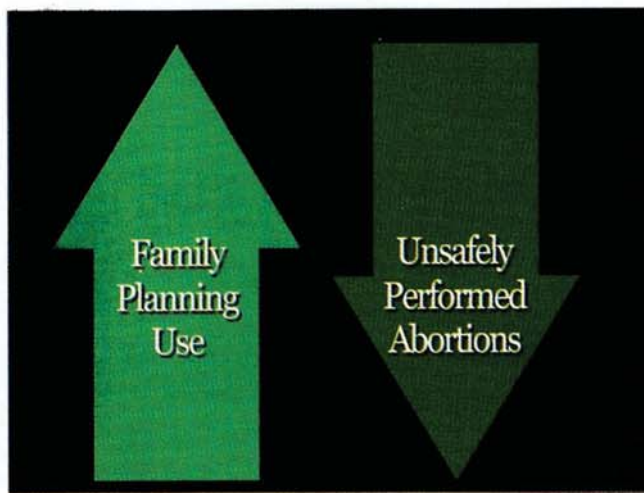 Family
Planning
Use
Unsafely
Performed
Abortions